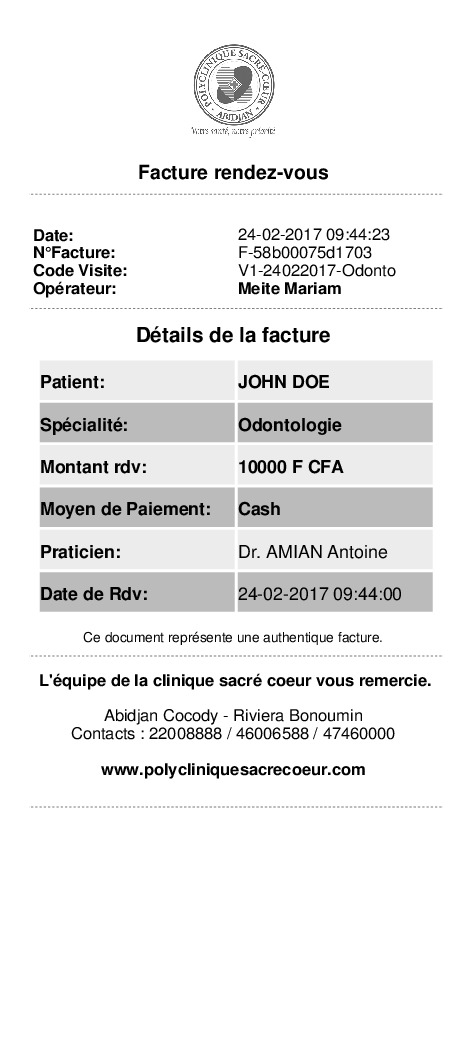 POLYCLINIQUE SACRÉ-CŒUR
• ABIDJAN •
Votre santé, notre priorité
Facture rendez-vous
Date: 24-02-2017 09:44:23
N°Facture: F-58b00075d1703
Code Visite: V1-24022017-Odonto
Opérateur: Meite Mariam
Détails de la facture
Patient: JOHN DOE
Spécialité: Odontologie
Montant rdv: 10000 F CFA
Moyen de Paiement: Cash
Praticien: Dr. AMIAN Antoine
Date de Rdv: 24-02-2017 09:44:00
Ce document représente une authentique facture.
L'équipe de la clinique sacré coeur vous remercie.
Abidjan Cocody - Riviera Bonoumin
Contacts : 22008888 / 46006588 / 47460000
www.polycliniquesacrecoeur.com